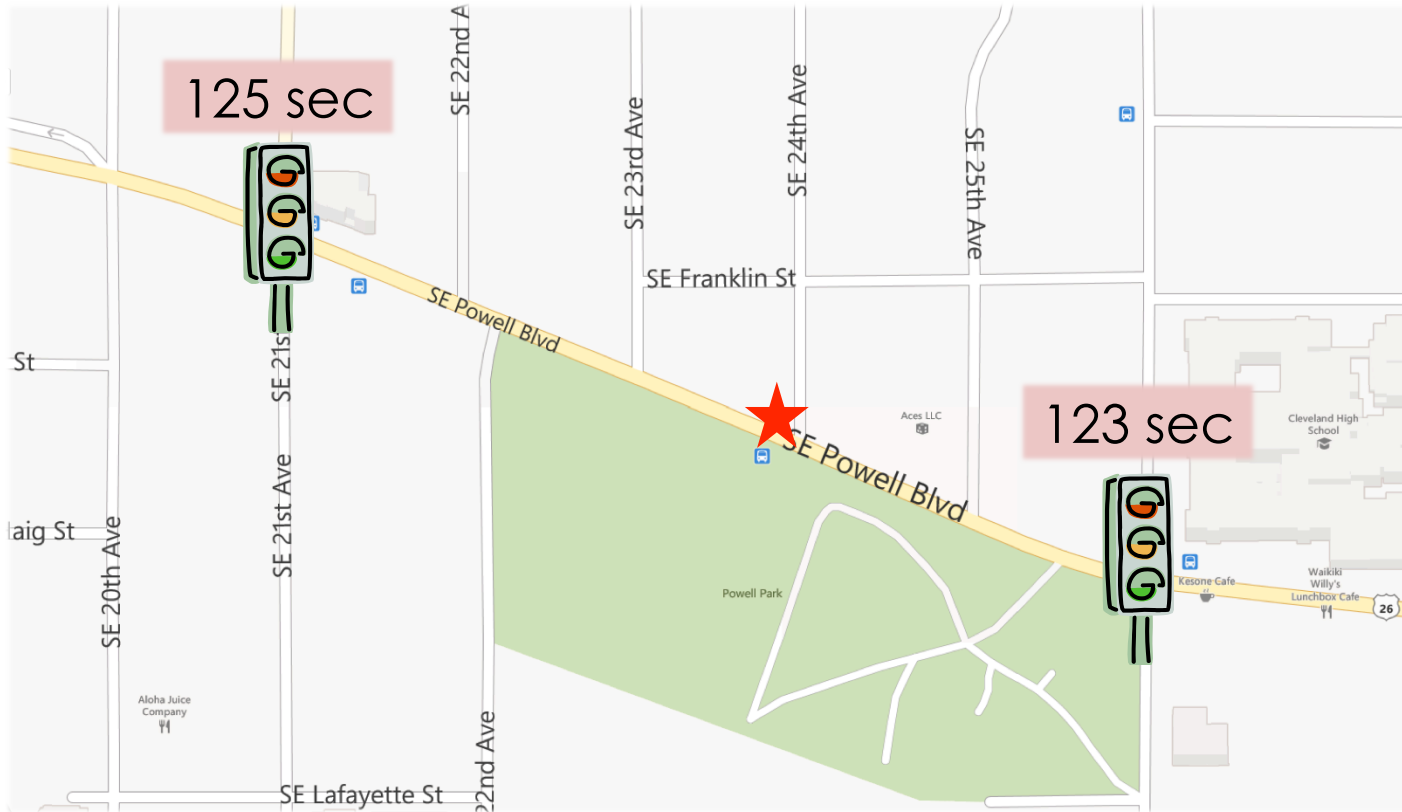 125 sec
SE 22nd A
SE 23rd Ave
SE 24th Ave
SE 25th Ave
SE Franklin St
SE Powell Blvd
St
SE 21st
Aces LLC
123 sec
Cleveland High
School
SE Powell Blvd
aig St
SE 20th Ave
SE 21st Ave
Powell Park
Kesone Cafe
Waikiki
Willy's
Lunchbox Cafe
26
Aloha Juice
Company
22nd Ave
SE Lafayette St